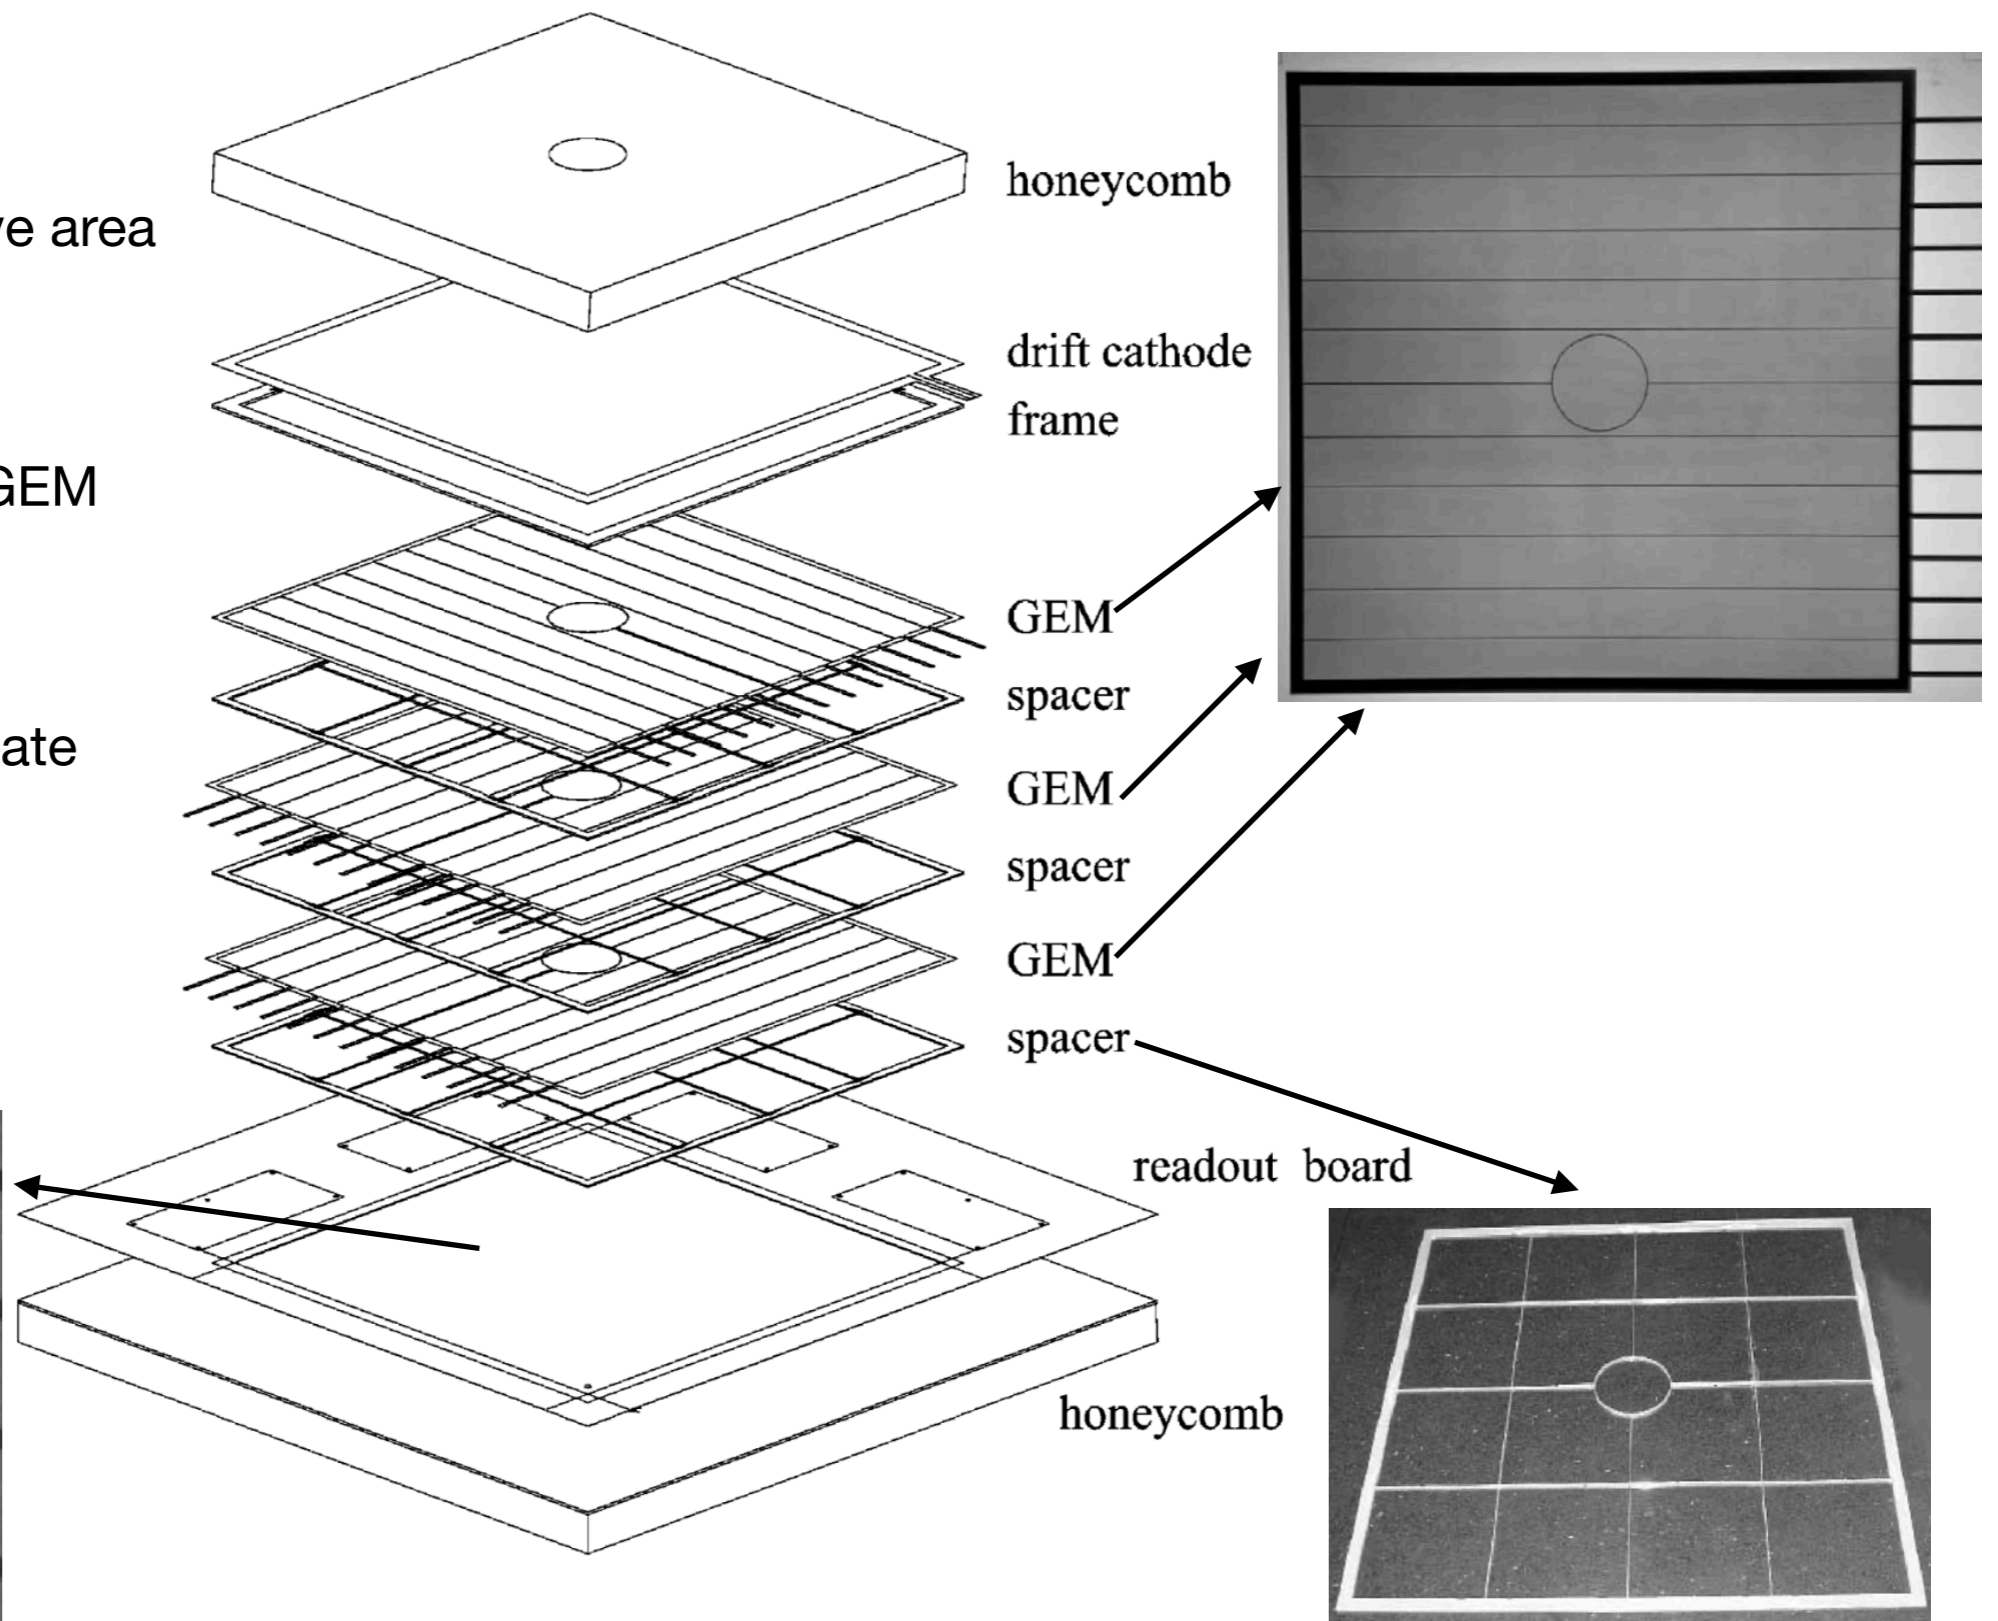 honeycomb
ve area
drift cathode
frame
GEM
GEM
spacer
ate
GEM
spacer
GEM
spacer
readout board
honeycomb